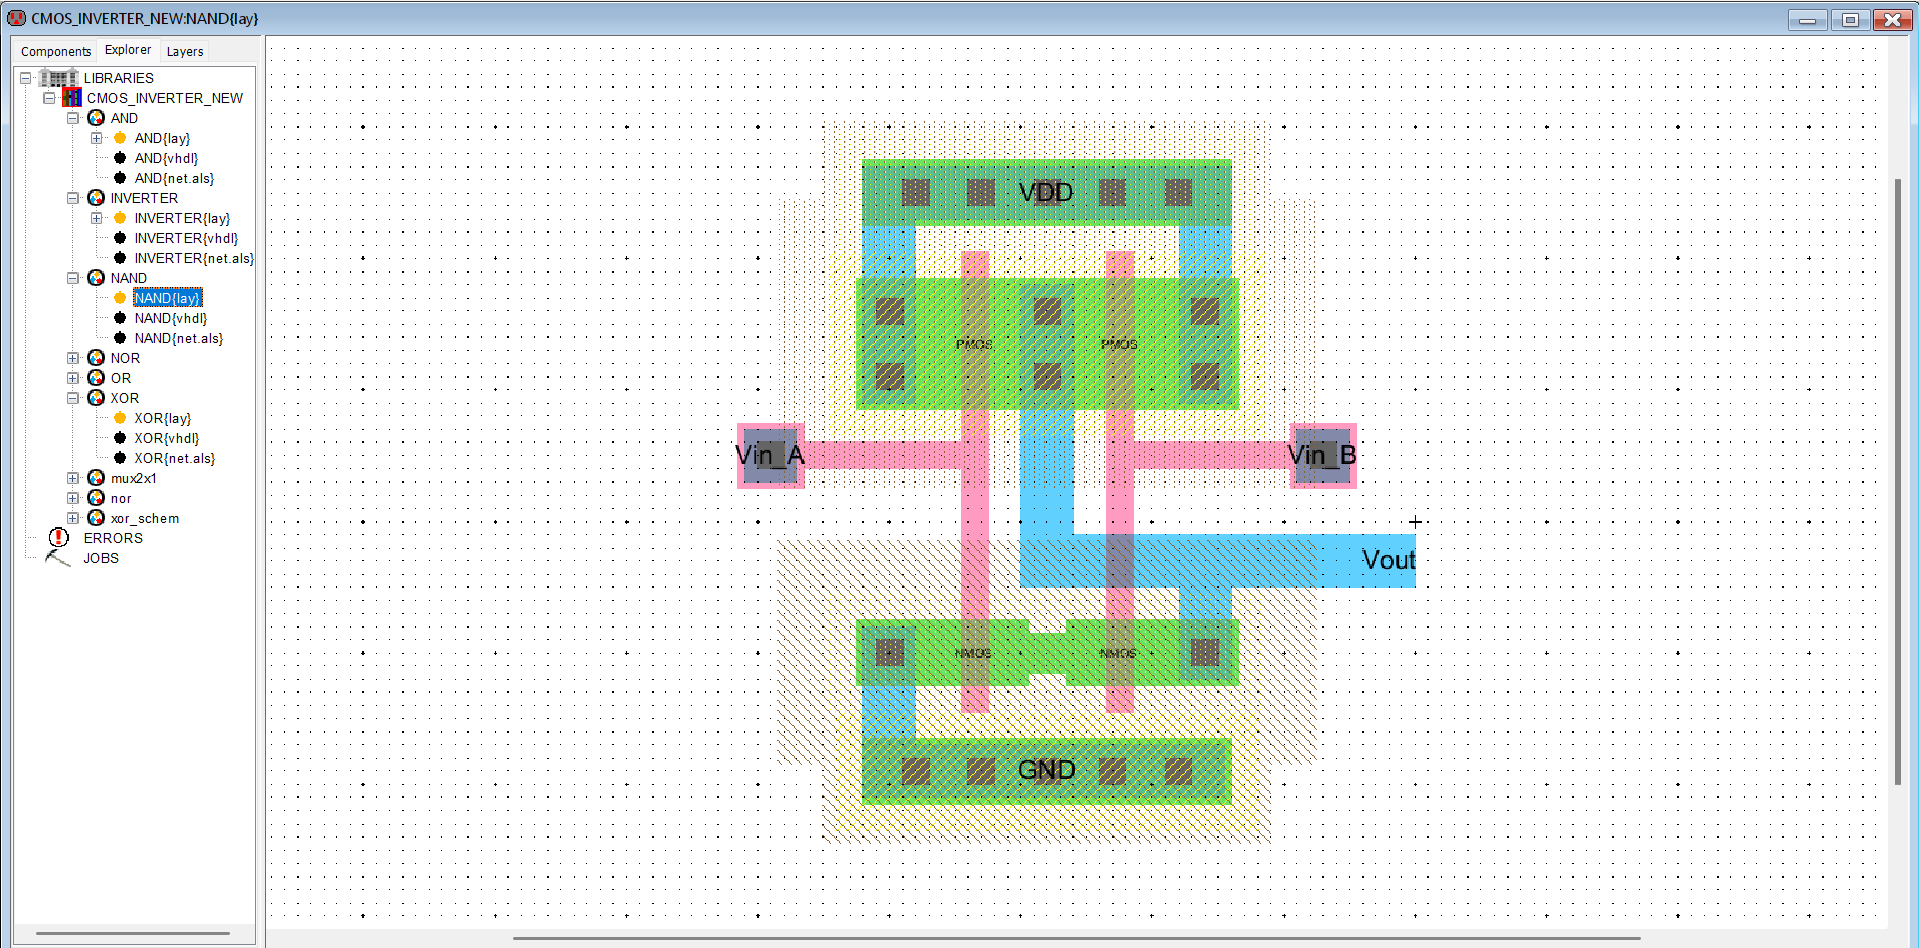 CMOS_INVERTER_NEW:NAND{lay}
Components Explorer Layers
LIBRARIES
CMOS_INVERTER_NEW
AND
AND{lay}
AND{vhdl}
AND{net.als}
INVERTER
INVERTER{lay}
INVERTER{vhdl}
INVERTER{net.als}
NAND
NAND{lay}
NAND{vhdl}
NAND{net.als}
NOR
OR
XOR
XOR{lay}
XOR{vhdl}
XOR{net.als}
mux2x1
nor
xor_schem
ERRORS
JOBS
VDD
PMOS PMOS
Vin_A Vin_B
Vout
NMOS NMOS
GND